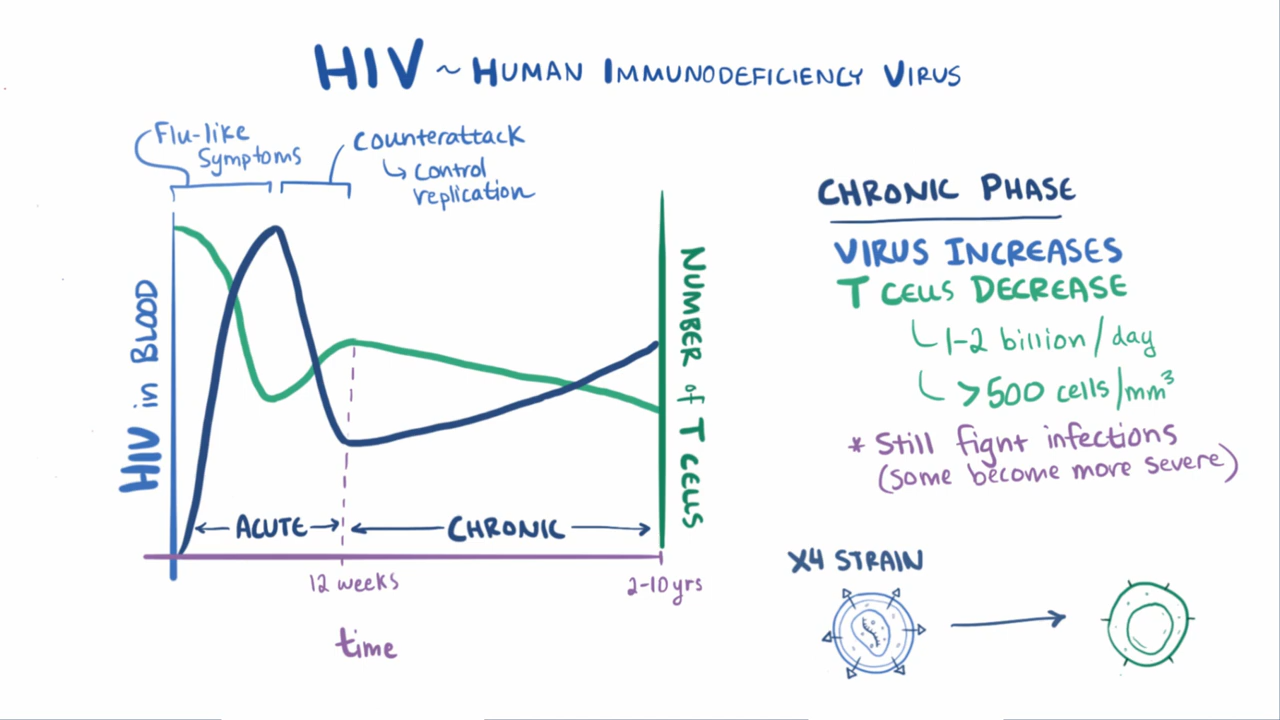 HIV ~ HUMAN IMMUNODEFICIENCY VIRUS
Flu-like
Symptoms
Counterattack
↳ Control
replication
HIV in BLOOD
NUMBER of T CELLS
← ACUTE →
← CHRONIC →
12 weeks
2-10 yrs
time
CHRONIC PHASE
VIRUS INCREASES
T CELLS DECREASE
1-2 billion/day
>500 cells/mm³
* Still fight infections
(some become more severe)
X4 STRAIN